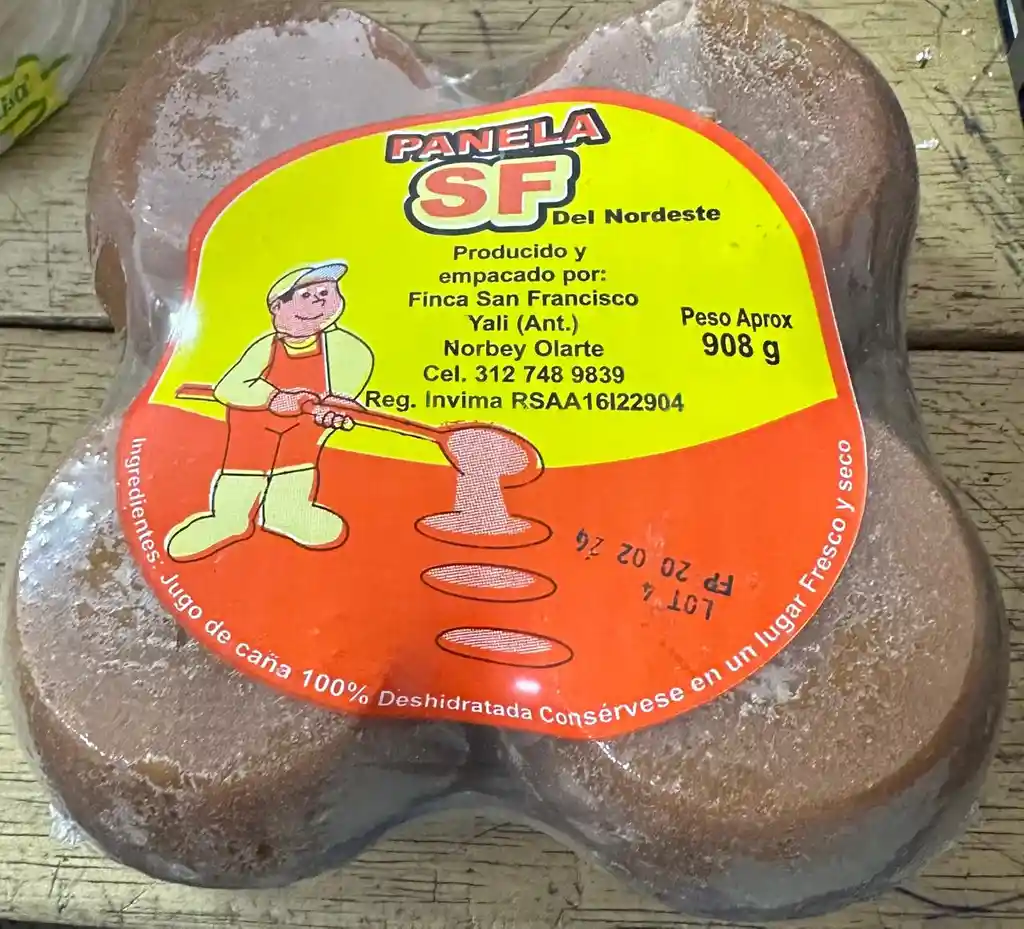 PANELA
SF
Del Nordeste
Producido y
empacado por:
Finca San Francisco
Yali (Ant.)
Norbey Olarte
Cel. 312 748 9839
Reg. Invima RSAA16I22904
Peso Aprox
908 g
LOT 4
FP 20 02 24
Ingredientes: Jugo de caña 100% Deshidratada Consérvese en un lugar Fresco y seco